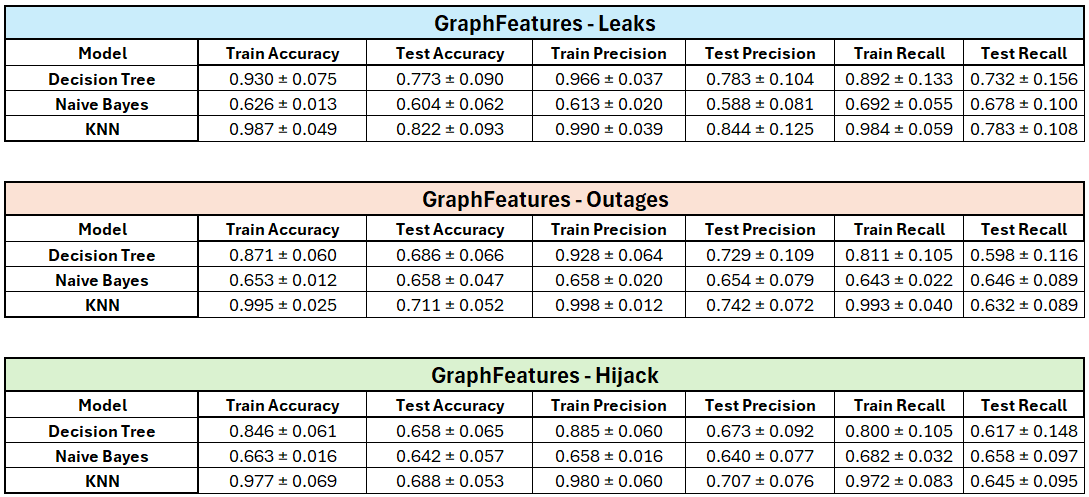 GraphFeatures - Leaks
Model Train Accuracy Test Accuracy Train Precision Test Precision Train Recall Test Recall
Decision Tree 0.930 ± 0.075 0.773 ± 0.090 0.966 ± 0.037 0.783 ± 0.104 0.892 ± 0.133 0.732 ± 0.156
Naive Bayes 0.626 ± 0.013 0.604 ± 0.062 0.613 ± 0.020 0.588 ± 0.081 0.692 ± 0.055 0.678 ± 0.100
KNN 0.987 ± 0.049 0.822 ± 0.093 0.990 ± 0.039 0.844 ± 0.125 0.984 ± 0.059 0.783 ± 0.108
GraphFeatures - Outages
Model Train Accuracy Test Accuracy Train Precision Test Precision Train Recall Test Recall
Decision Tree 0.871 ± 0.060 0.686 ± 0.066 0.928 ± 0.064 0.729 ± 0.109 0.811 ± 0.105 0.598 ± 0.116
Naive Bayes 0.653 ± 0.012 0.658 ± 0.047 0.658 ± 0.020 0.654 ± 0.079 0.643 ± 0.022 0.646 ± 0.089
KNN 0.995 ± 0.025 0.711 ± 0.052 0.998 ± 0.012 0.742 ± 0.072 0.993 ± 0.040 0.632 ± 0.089
GraphFeatures - Hijack
Model Train Accuracy Test Accuracy Train Precision Test Precision Train Recall Test Recall
Decision Tree 0.846 ± 0.061 0.658 ± 0.065 0.885 ± 0.060 0.673 ± 0.092 0.800 ± 0.105 0.617 ± 0.148
Naive Bayes 0.663 ± 0.016 0.642 ± 0.057 0.658 ± 0.016 0.640 ± 0.077 0.682 ± 0.032 0.658 ± 0.097
KNN 0.977 ± 0.069 0.688 ± 0.053 0.980 ± 0.060 0.707 ± 0.076 0.972 ± 0.083 0.645 ± 0.095